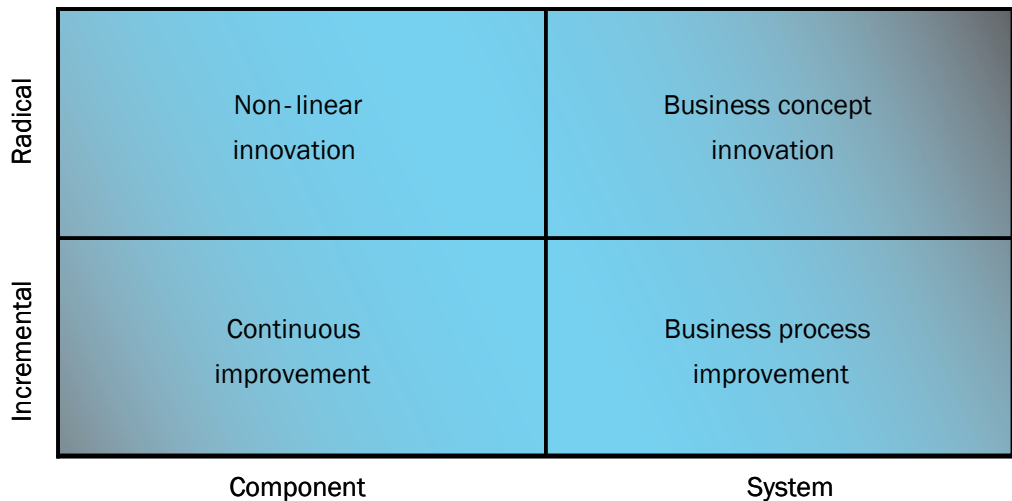 Radical
Non-linear
innovation
Business concept
innovation
Incremental
Continuous
improvement
Business process
improvement
Component
System